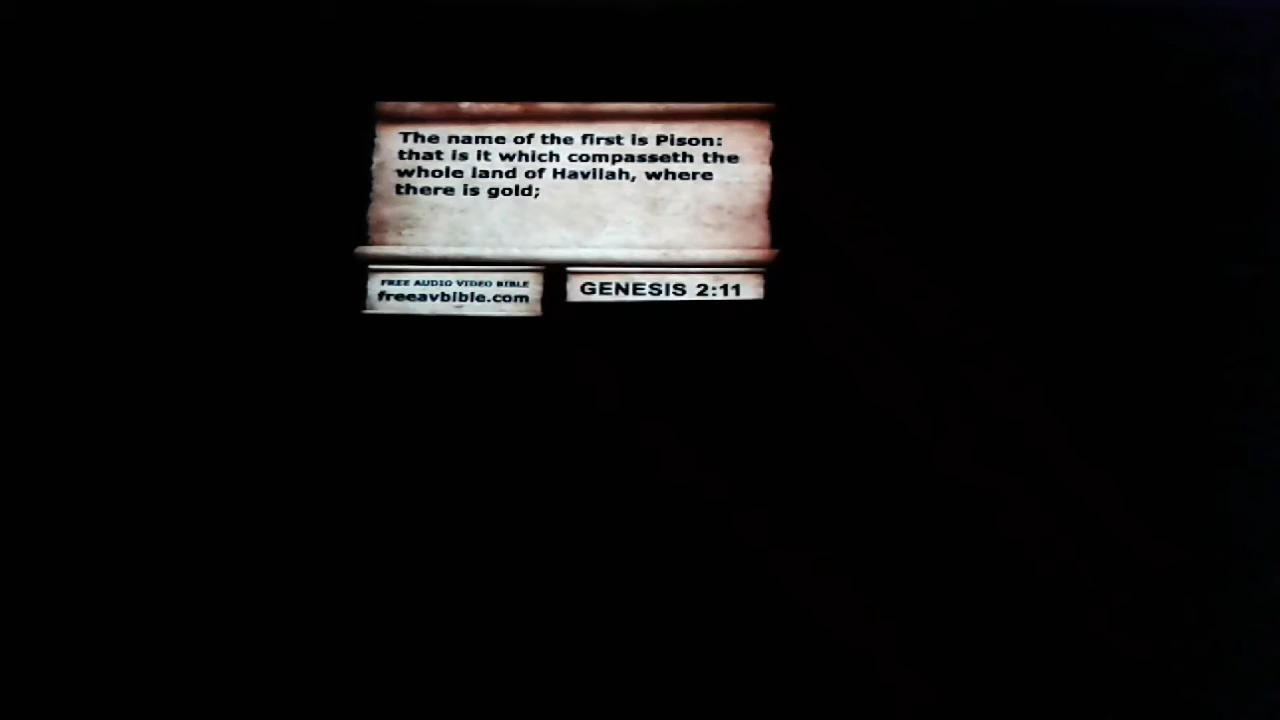 The name of the first is Pison:
that is it which compasseth the
whole land of Havilah, where
there is gold;
FREE AUDIO VIDEO BIBLE
freeavbible.com
GENESIS 2:11